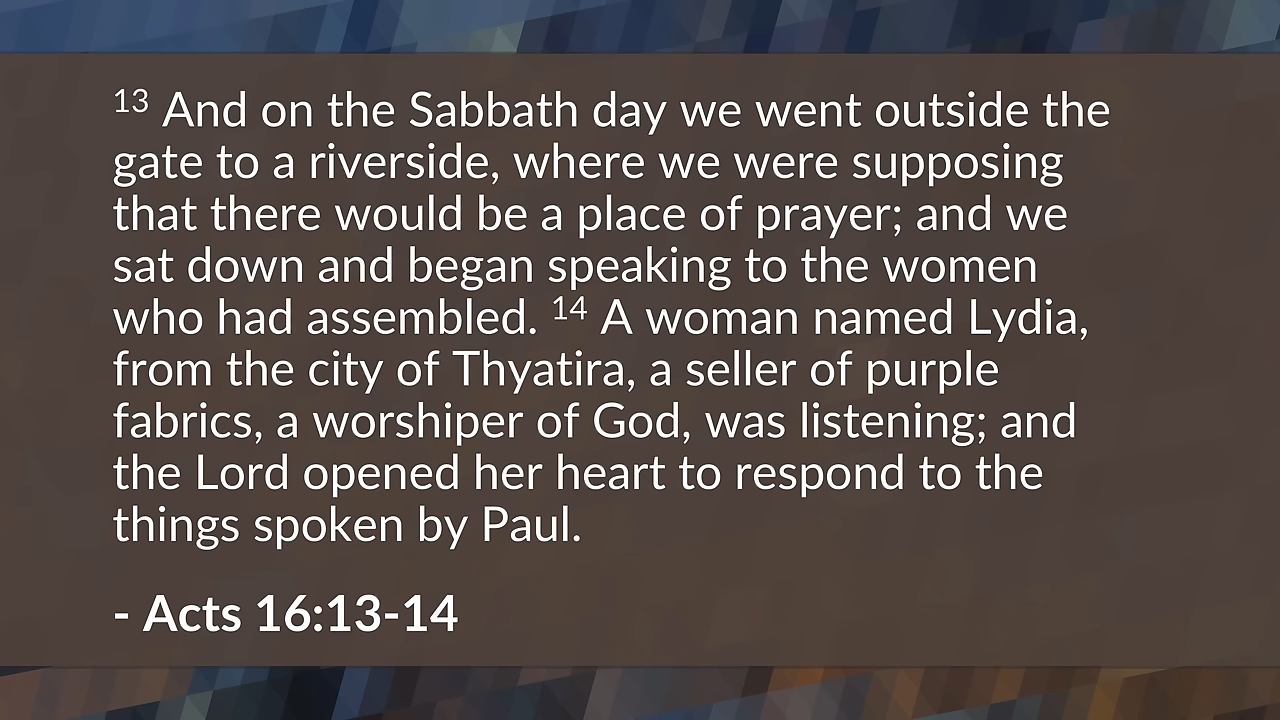 13 And on the Sabbath day we went outside the
gate to a riverside, where we were supposing
that there would be a place of prayer; and we
sat down and began speaking to the women
who had assembled. 14 A woman named Lydia,
from the city of Thyatira, a seller of purple
fabrics, a worshiper of God, was listening; and
the Lord opened her heart to respond to the
things spoken by Paul.
- Acts 16:13-14